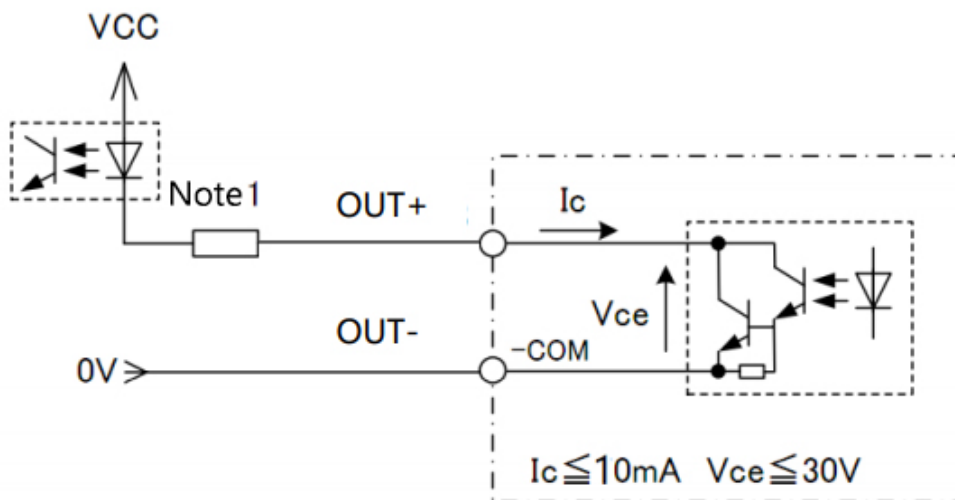 VCC
Note1
OUT+
Ic
Vce
OUT-
-COM
0V
Ic≦10mA Vce≦30V